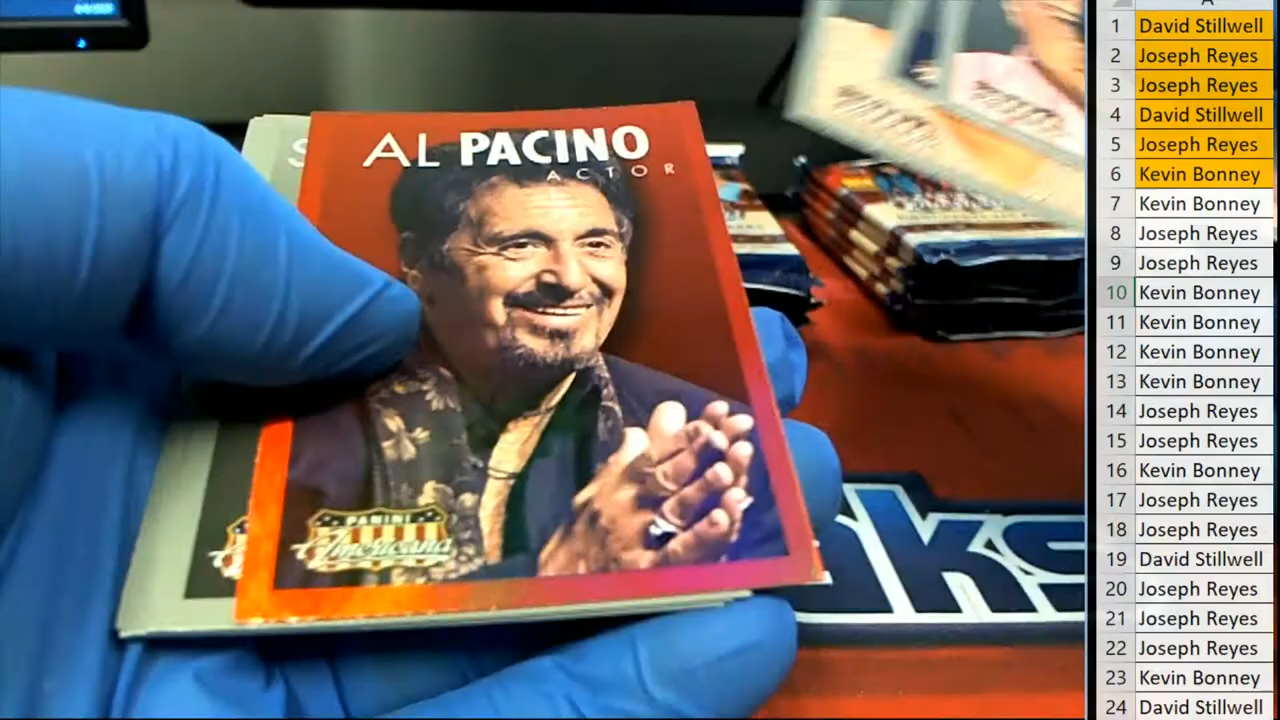 AL PACINO
ACTOR
PANINI
Americana
S
aks
A
1 David Stillwell
2 Joseph Reyes
3 Joseph Reyes
4 David Stillwell
5 Joseph Reyes
6 Kevin Bonney
7 Kevin Bonney
8 Joseph Reyes
9 Joseph Reyes
10 Kevin Bonney
11 Kevin Bonney
12 Kevin Bonney
13 Kevin Bonney
14 Joseph Reyes
15 Joseph Reyes
16 Kevin Bonney
17 Joseph Reyes
18 Joseph Reyes
19 David Stillwell
20 Joseph Reyes
21 Joseph Reyes
22 Joseph Reyes
23 Kevin Bonney
24 David Stillwell